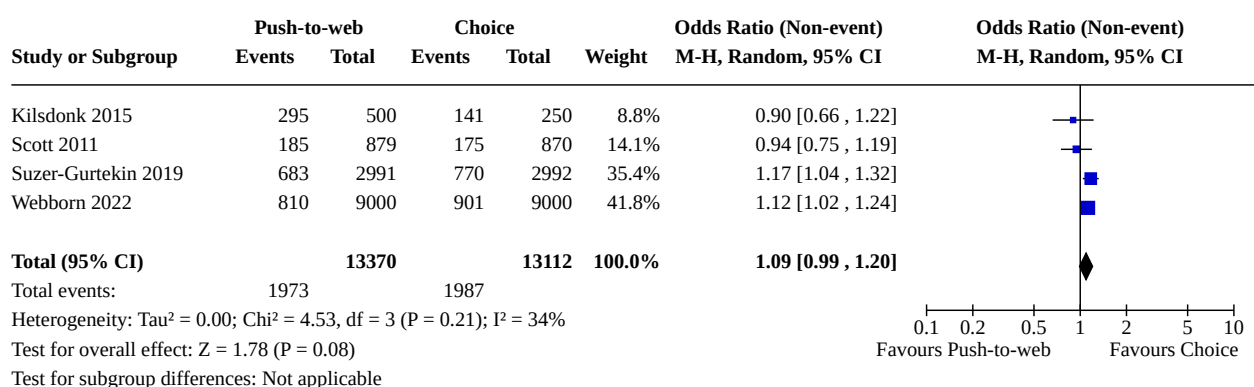 Push-to-web Choice Odds Ratio (Non-event) Odds Ratio (Non-event)
Study or Subgroup Events Total Events Total Weight M-H, Random, 95% CI M-H, Random, 95% CI
Kilsdonk 2015 295 500 141 250 8.8% 0.90 [0.66 , 1.22]
Scott 2011 185 879 175 870 14.1% 0.94 [0.75 , 1.19]
Suzer-Gurtekin 2019 683 2991 770 2992 35.4% 1.17 [1.04 , 1.32]
Webborn 2022 810 9000 901 9000 41.8% 1.12 [1.02 , 1.24]
Total (95% CI) 13370 13112 100.0% 1.09 [0.99 , 1.20]
Total events: 1973 1987
Heterogeneity: Tau² = 0.00; Chi² = 4.53, df = 3 (P = 0.21); I² = 34%
0.1 0.2 0.5 1 2 5 10
Test for overall effect: Z = 1.78 (P = 0.08)
Favours Push-to-web Favours Choice
Test for subgroup differences: Not applicable